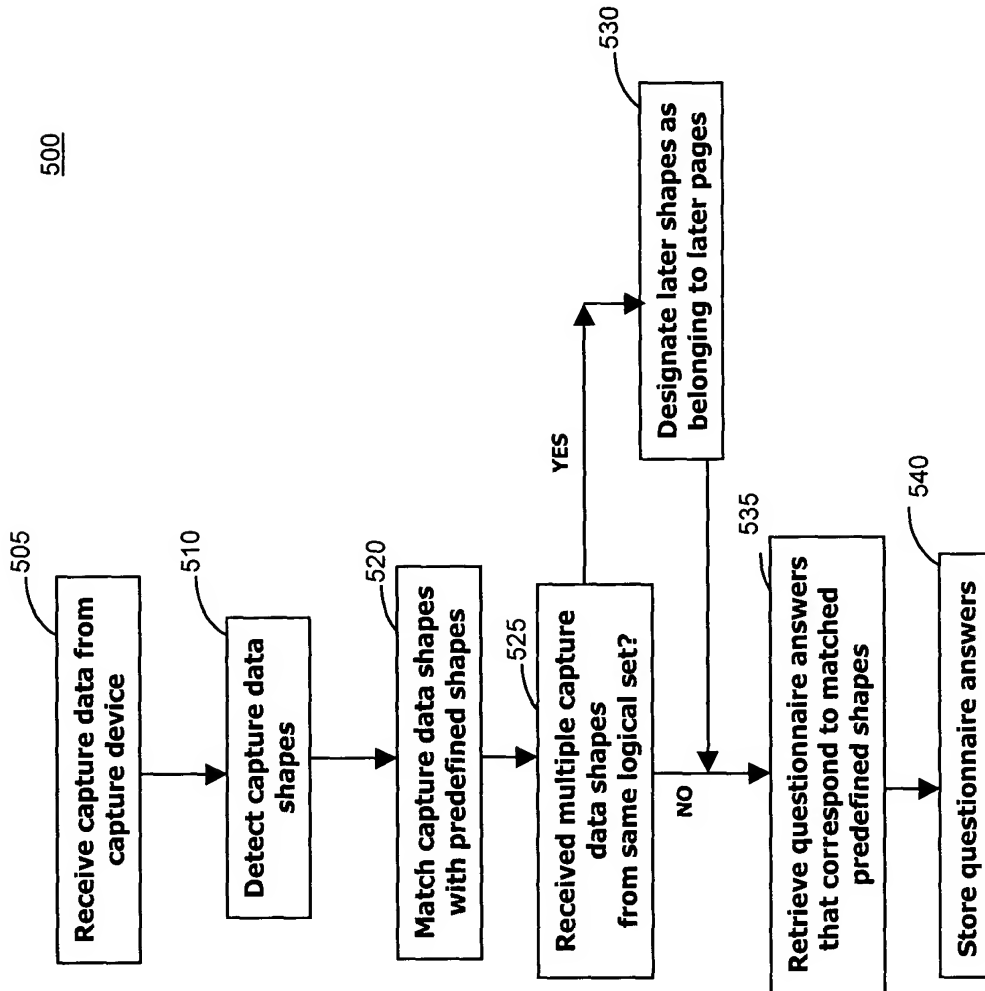 500
505
Receive capture data from
capture device
510
Detect capture data
shapes
520
Match capture data shapes
with predefined shapes
525
Received multiple capture
data shapes
from same logical set?
YES
530
Designate later shapes as
belonging to later pages
NO
535
Retrieve questionnaire answers
that correspond to matched
predefined shapes
540
Store questionnaire answers